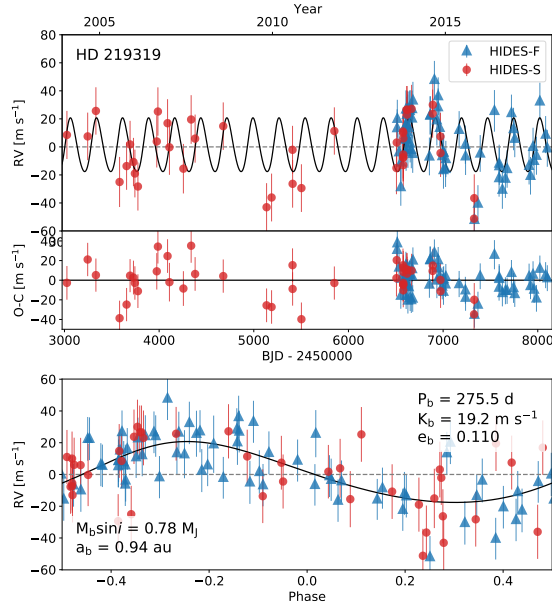 Year
2005 2010 2015
HD 219319
HIDES-F
HIDES-S
RV [m s⁻¹]
60
40
20
0
−20
−40
−60
O-C [m s⁻¹]
40
20
0
−20
−40
3000 4000 5000 6000 7000 8000
BJD - 2450000
P_b = 275.5 d
K_b = 19.2 m s⁻¹
e_b = 0.110
RV [m s⁻¹]
60
40
20
0
−20
−40
−60
M_b sin i = 0.78 M_J
a_b = 0.94 au
−0.4 −0.2 0.0 0.2 0.4
Phase